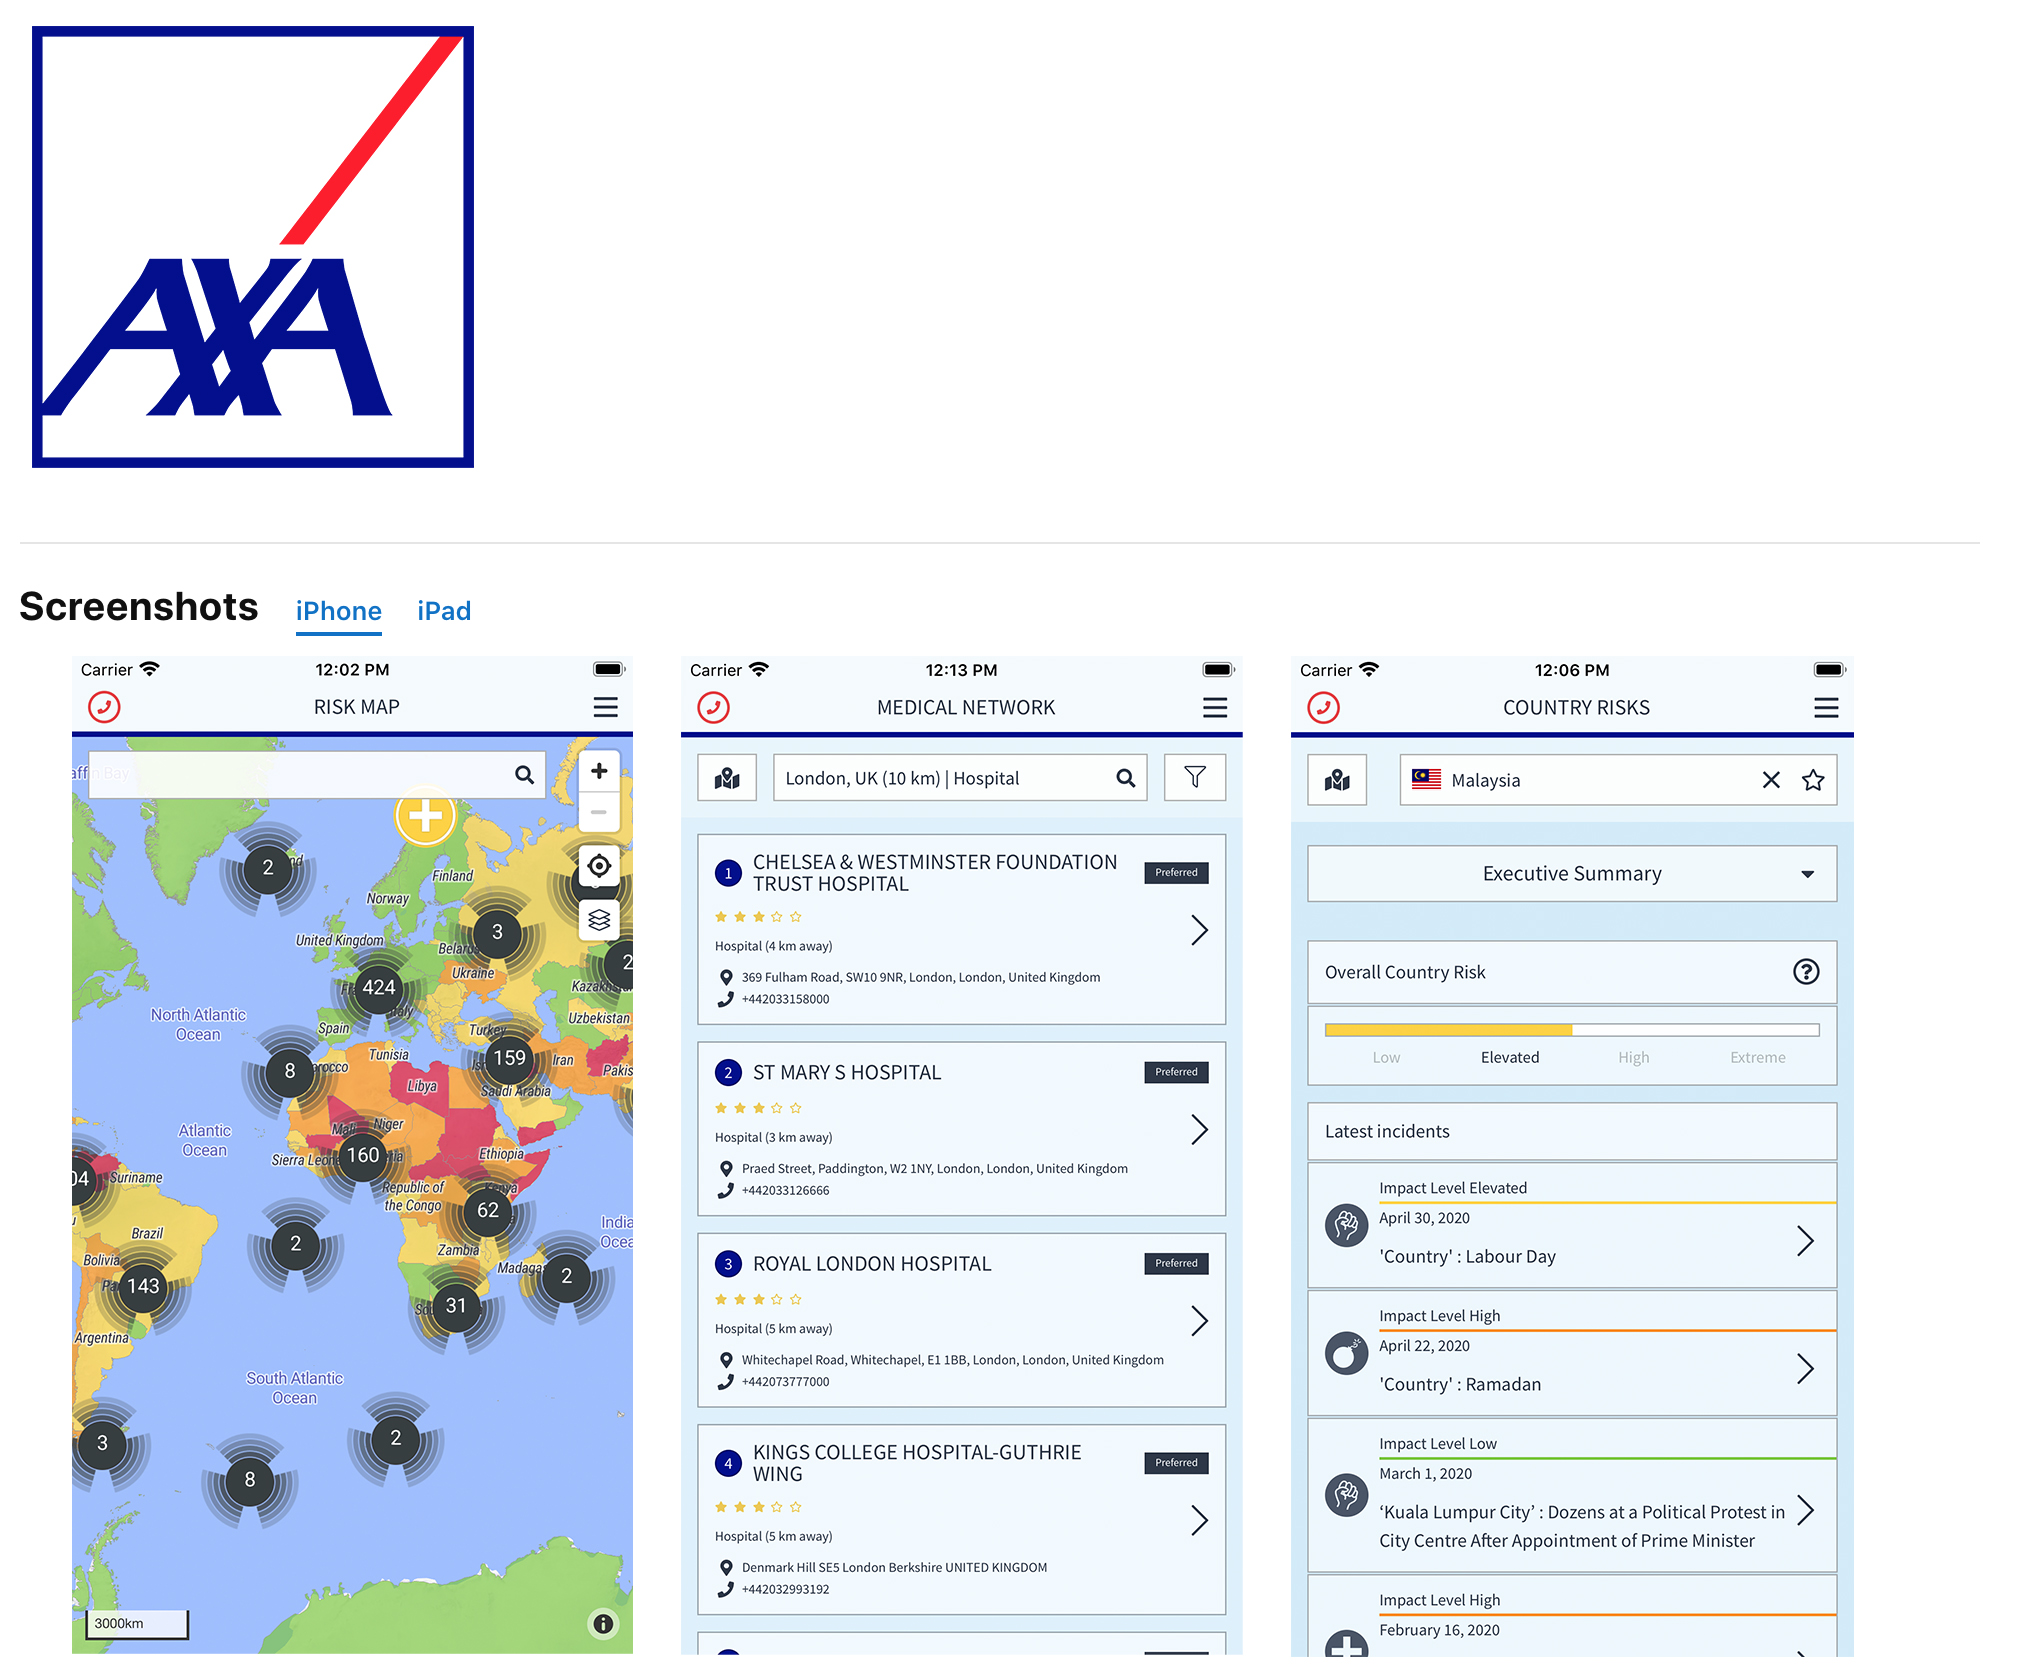 AXA
Screenshots iPhone iPad
Carrier 12:02 PM
RISK MAP
2
Finland
Norway
United Kingdom
3
Ukraine
424
2
North Atlantic
Ocean
Spain
Turkey
Uzbekistan
Tunisia
159
Iran
8
Libya
Saudi Arabia
Atlantic
Ocean
Niger
160
Ethiopia
Suriname
Republic of
the Congo
62
Brazil
2
Zambia
Bolivia
143
2
31
Argentina
South Atlantic
Ocean
3
2
8
3000km
Carrier 12:13 PM
MEDICAL NETWORK
London, UK (10 km) | Hospital
1 CHELSEA & WESTMINSTER FOUNDATION
TRUST HOSPITAL
Preferred
Hospital (4 km away)
369 Fulham Road, SW10 9NR, London, London, United Kingdom
+442033158000
2 ST MARY S HOSPITAL
Preferred
Hospital (3 km away)
Praed Street, Paddington, W2 1NY, London, London, United Kingdom
+442033126666
3 ROYAL LONDON HOSPITAL
Preferred
Hospital (5 km away)
Whitechapel Road, Whitechapel, E1 1BB, London, London, United Kingdom
+442073777000
4 KINGS COLLEGE HOSPITAL-GUTHRIE
WING
Preferred
Hospital (5 km away)
Denmark Hill SE5 London Berkshire UNITED KINGDOM
+442032993192
Carrier 12:06 PM
COUNTRY RISKS
Malaysia
Executive Summary
Overall Country Risk
Low Elevated High Extreme
Latest incidents
Impact Level Elevated
April 30, 2020
'Country' : Labour Day
Impact Level High
April 22, 2020
'Country' : Ramadan
Impact Level Low
March 1, 2020
‘Kuala Lumpur City’ : Dozens at a Political Protest in
City Centre After Appointment of Prime Minister
Impact Level High
February 16, 2020